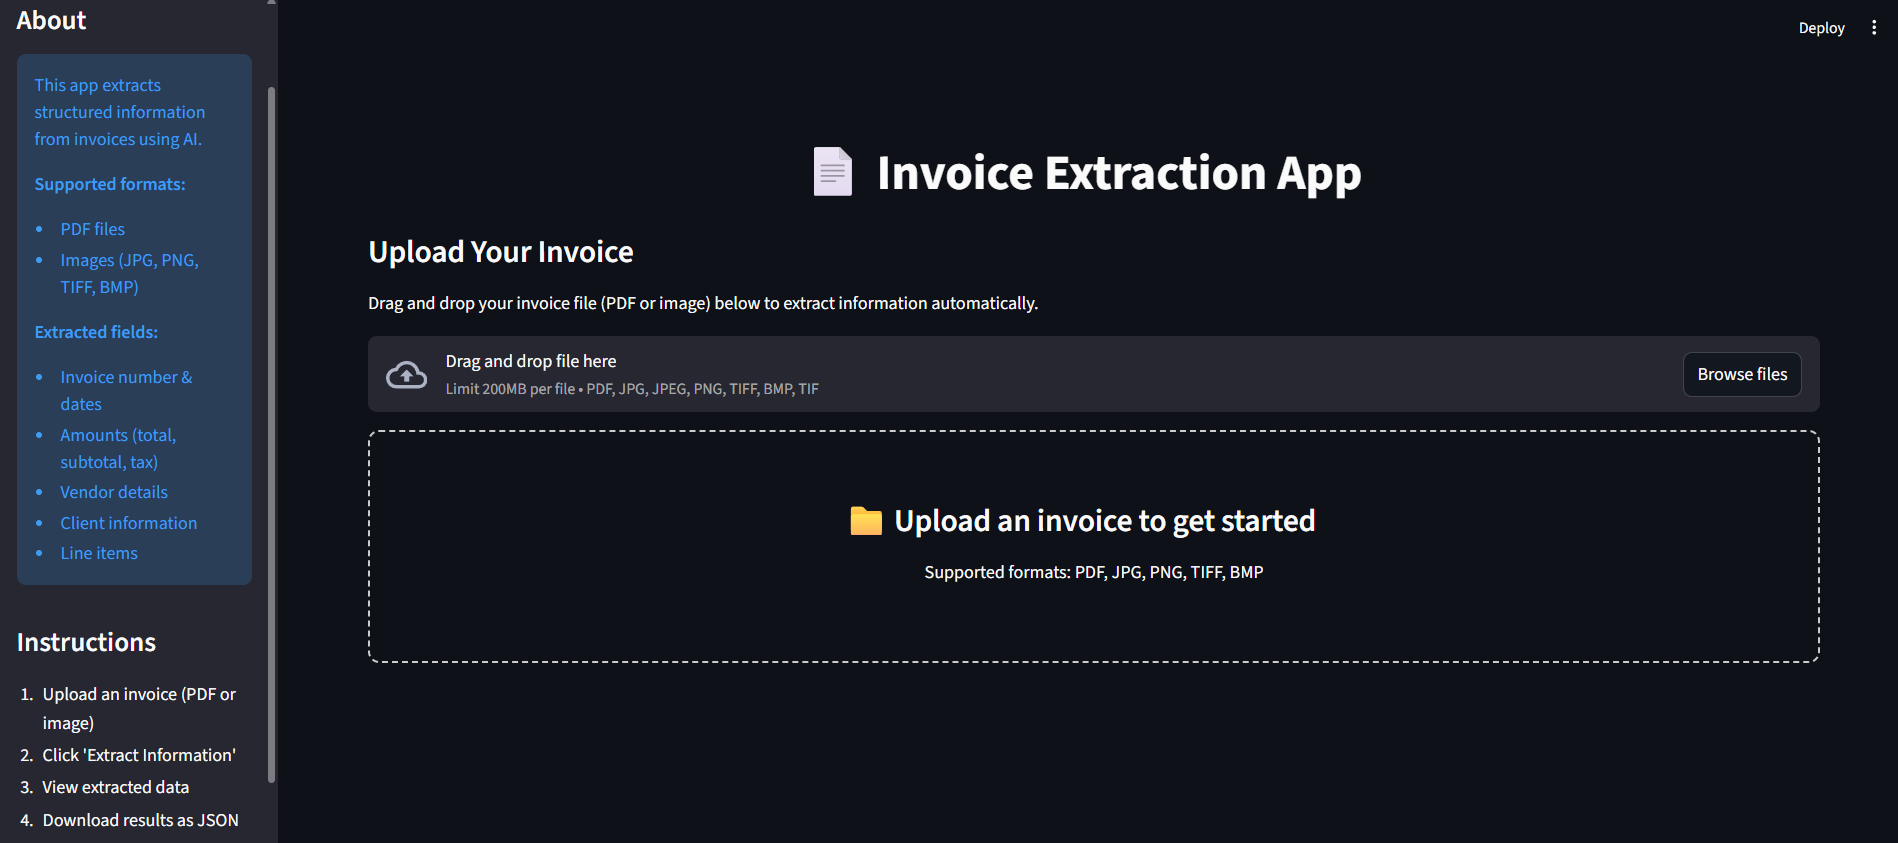 About
This app extracts
structured information
from invoices using AI.
Supported formats:
• PDF files
• Images (JPG, PNG,
TIFF, BMP)
Extracted fields:
• Invoice number &
dates
• Amounts (total,
subtotal, tax)
• Vendor details
• Client information
• Line items
Instructions
1. Upload an invoice (PDF or
image)
2. Click 'Extract Information'
3. View extracted data
4. Download results as JSON
Deploy
Invoice Extraction App
Upload Your Invoice
Drag and drop your invoice file (PDF or image) below to extract information automatically.
Drag and drop file here
Limit 200MB per file • PDF, JPG, JPEG, PNG, TIFF, BMP, TIF
Browse files
Upload an invoice to get started
Supported formats: PDF, JPG, PNG, TIFF, BMP